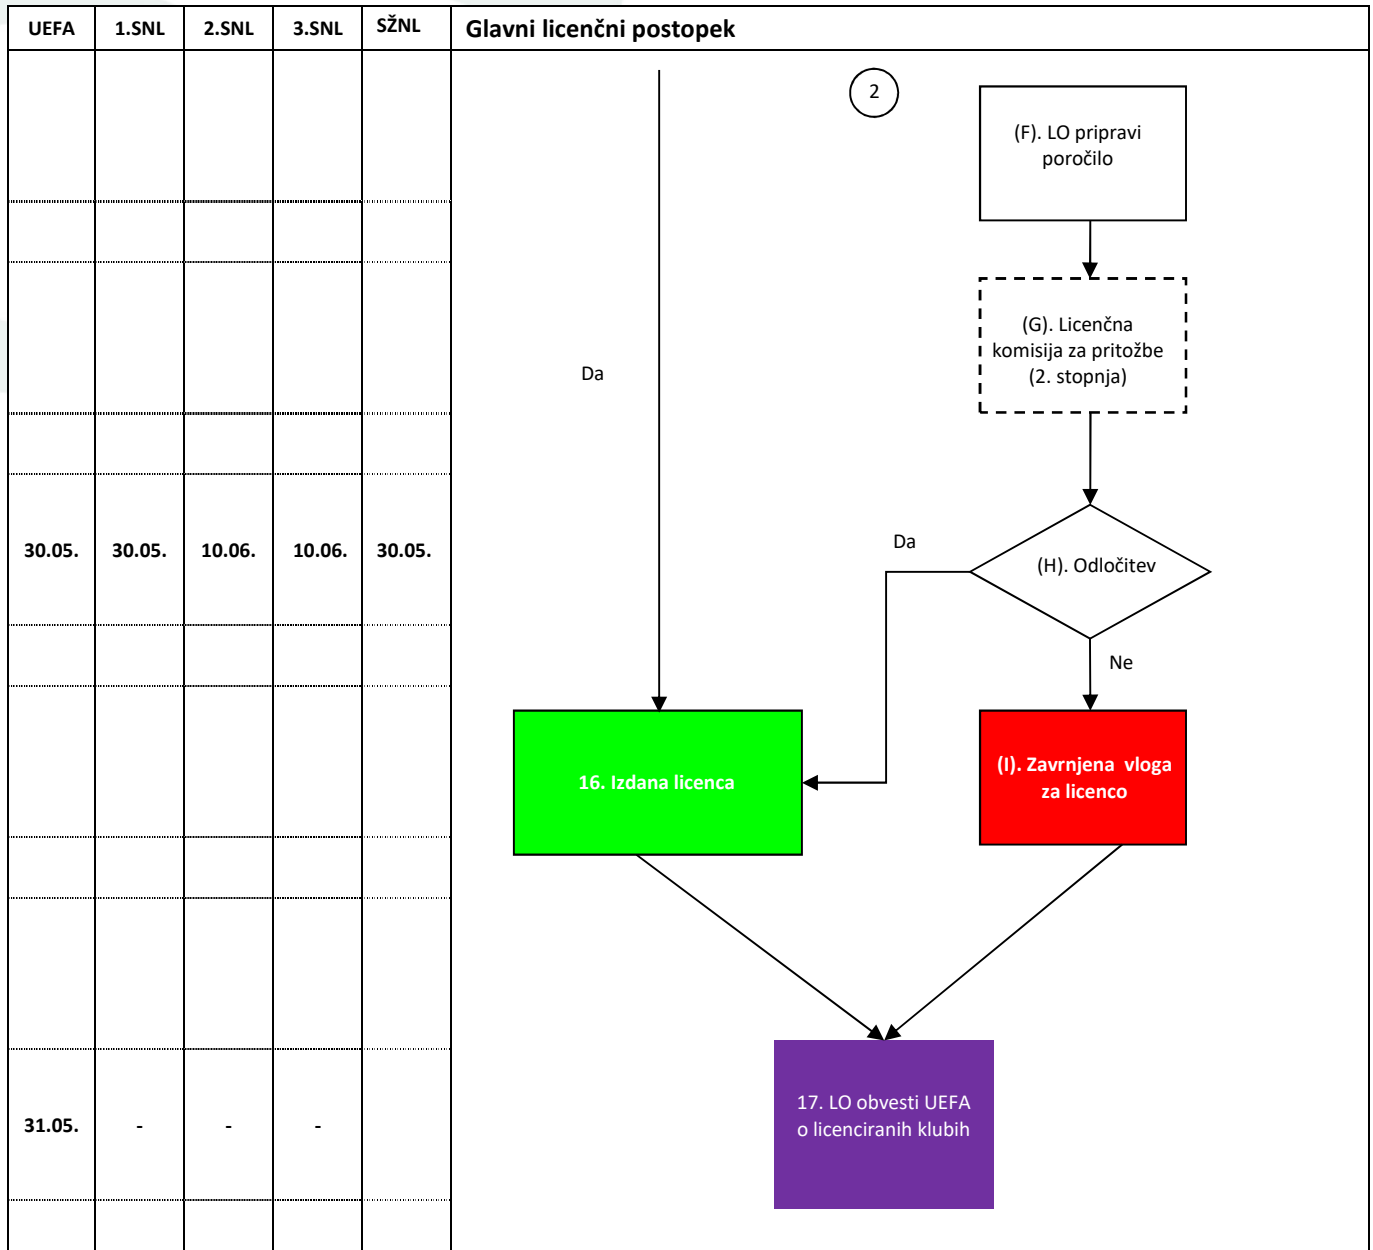 UEFA 1.SNL 2.SNL 3.SNL SŽNL Glavni licenčni postopek
2
(F). LO pripravi
poročilo
(G). Licenčna
komisija za pritožbe
(2. stopnja)
Da
30.05. 30.05. 10.06. 10.06. 30.05.
Da
(H). Odločitev
Ne
16. Izdana licenca
(I). Zavrnjena vloga
za licenco
31.05. - - -
17. LO obvesti UEFA
o licenciranih klubih